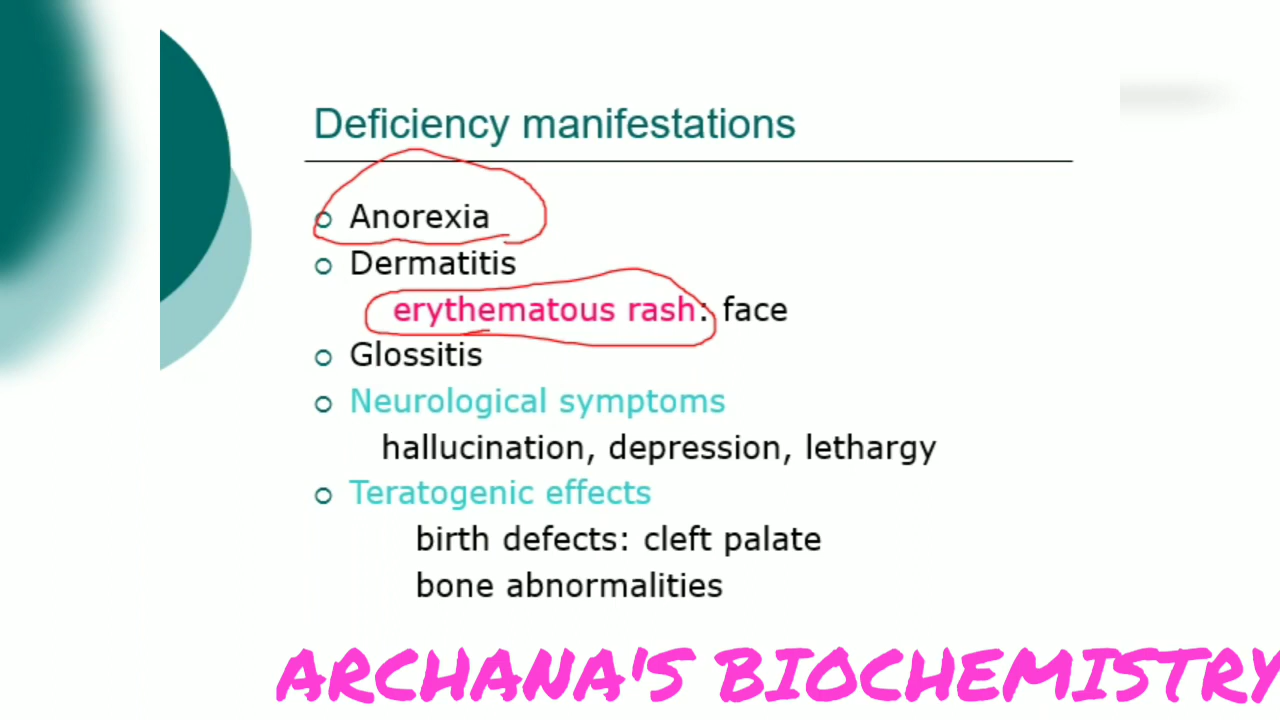 Deficiency manifestations
Anorexia
Dermatitis
erythematous rash: face
Glossitis
Neurological symptoms
hallucination, depression, lethargy
Teratogenic effects
birth defects: cleft palate
bone abnormalities
ARCHANA'S BIOCHEMISTRY